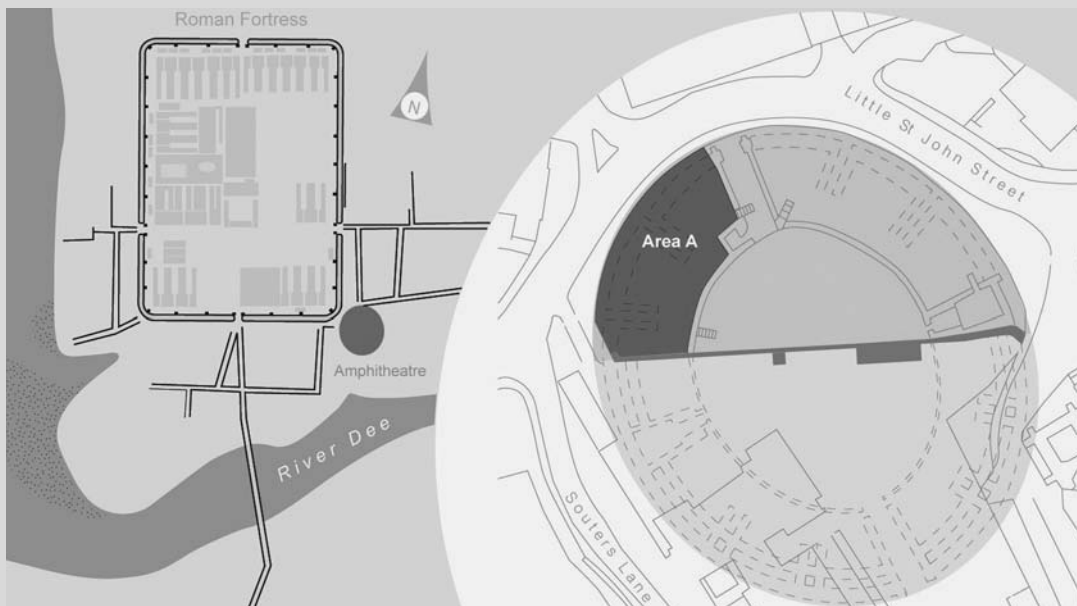 Roman Fortress
N
Amphitheatre
River Dee
Little St John Street
Area A
Souters Lane